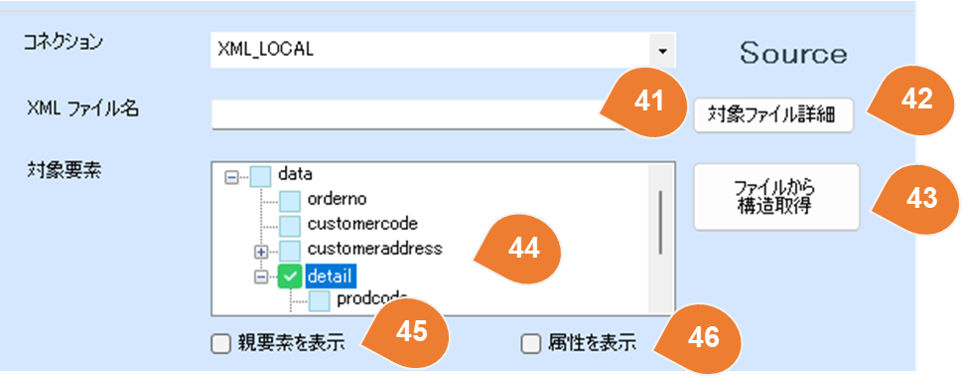 コネクション
XML_LOCAL
Source
XML ファイル名
41
対象ファイル詳細
42
対象要素
data
orderno
customercode
customeraddress
detail
prodcode
44
ファイルから
構造取得
43
親要素を表示
45
属性を表示
46